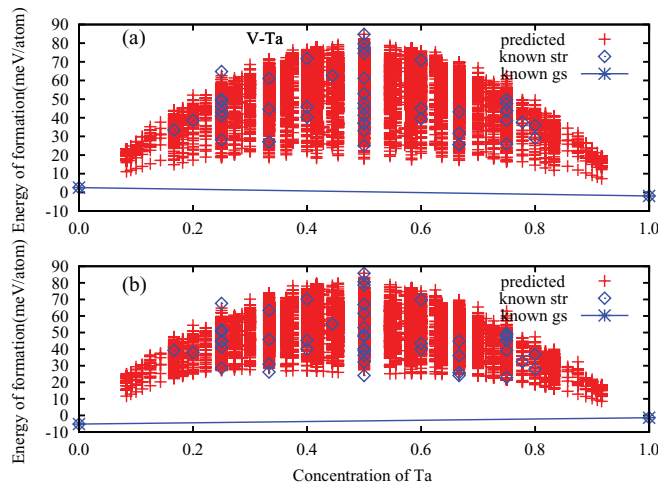 (a)
V-Ta
predicted
known str
known gs
Energy of formation(meV/atom)
90
80
70
60
50
40
30
20
10
0
-10
0.0
0.2
0.4
0.6
0.8
1.0
(b)
predicted
known str
known gs
Energy of formation(meV/atom)
90
80
70
60
50
40
30
20
10
0
-10
0.0
0.2
0.4
0.6
0.8
1.0
Concentration of Ta